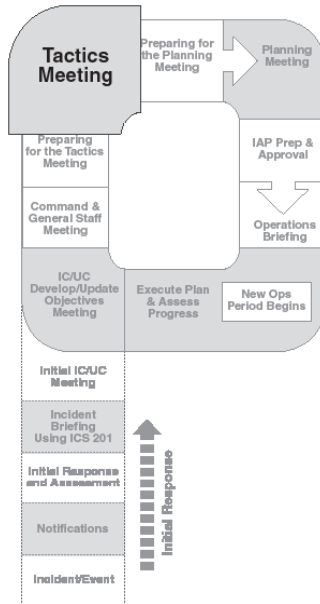 Tactics
Meeting
Preparing for
the Planning
Meeting
Planning
Meeting
Preparing
for the Tactics
Meeting
IAP Prep &
Approval
Command &
General Staff
Meeting
Operations
Briefing
IC/UC
Develop/Update
Objectives
Meeting
Execute Plan
& Assess
Progress
New Ops
Period Begins
Initial IC/UC
Meeting
Incident
Briefing
Using ICS 201
Initial Response
and Assessment
Notifications
Incident/Event
Initial Response